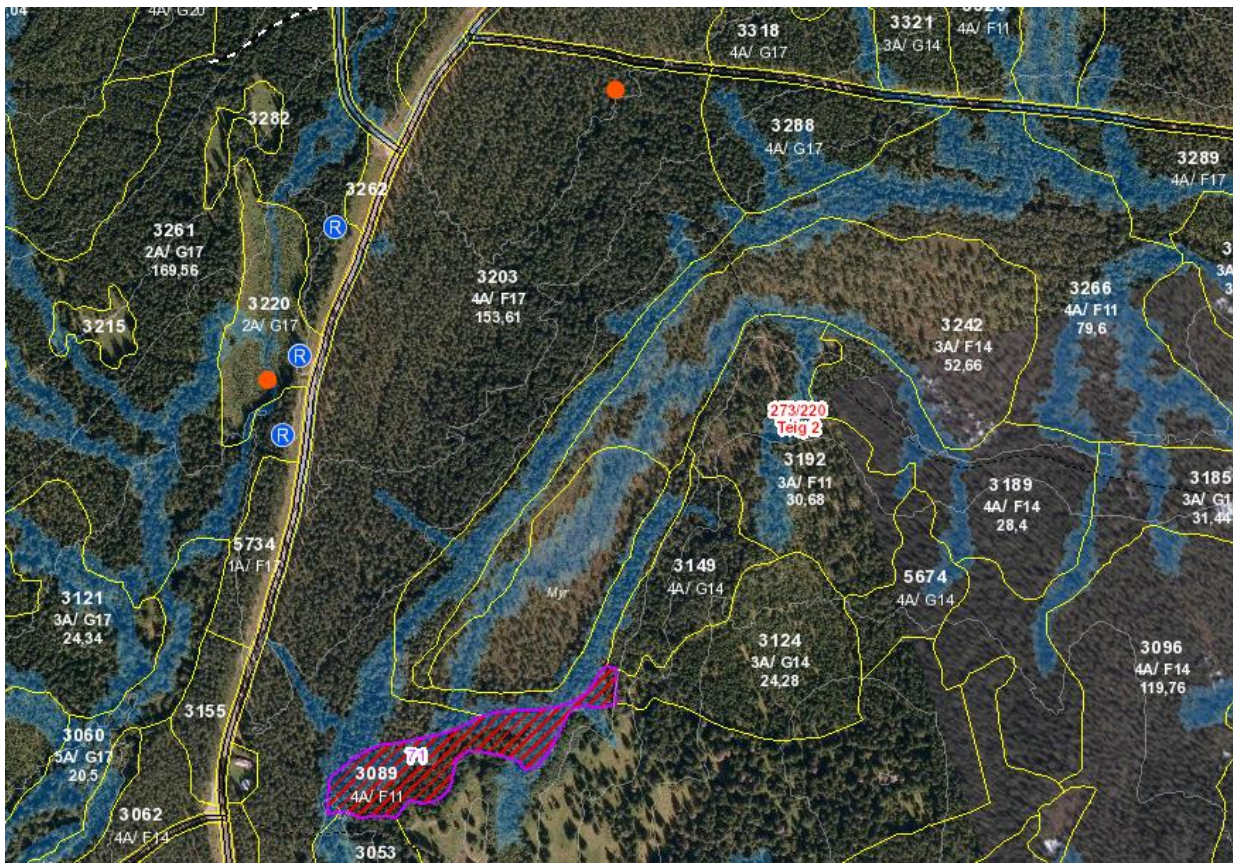 4A/ G20
3318
4A/ G17
3321
3A/ G14
4A/ F11
3282
3288
4A/ G17
3289
4A/ F17
3262
R
3261
2A/ G17
169,56
3203
4A/ F17
153,61
3266
4A/ F11
79,6
3220
2A/ G17
3215
R
3242
3A/ F14
52,66
R
273/220
Teig 2
3192
3A/ F11
30,68
3189
4A/ F14
28,4
3185
31,44
5734
1A/ F17
3149
4A/ G14
5674
4A/ G14
Myr
3121
3A/ G17
24,34
3124
3A/ G14
24,28
3096
4A/ F14
119,76
3155
3060
5A/ G17
20,5
71
3089
4A/ F11
3062
4A/ F14
3053